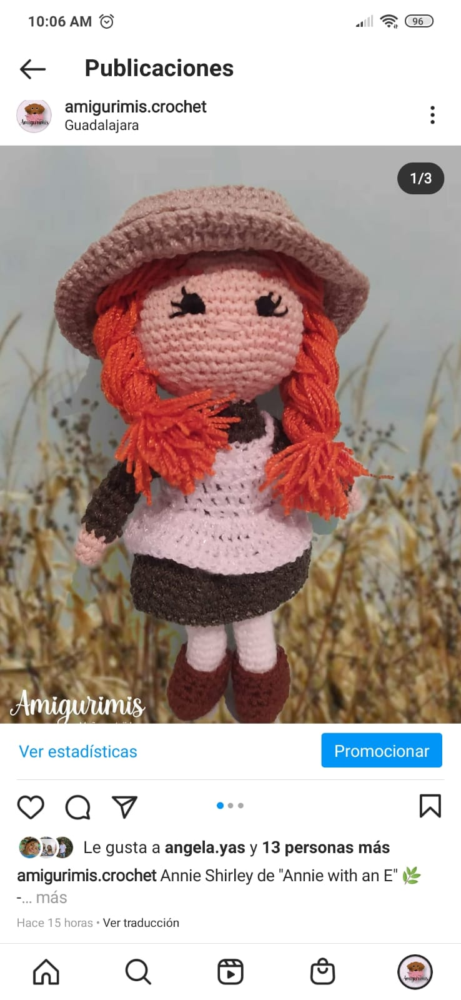 10:06 AM
96
Publicaciones
amigurimis.crochet
Guadalajara
1/3
Amigurimis
Ver estadísticas
Promocionar
Le gusta a angela.yas y 13 personas más
amigurimis.crochet Annie Shirley de "Annie with an E" 🌿
-... más
Hace 15 horas • Ver traducción